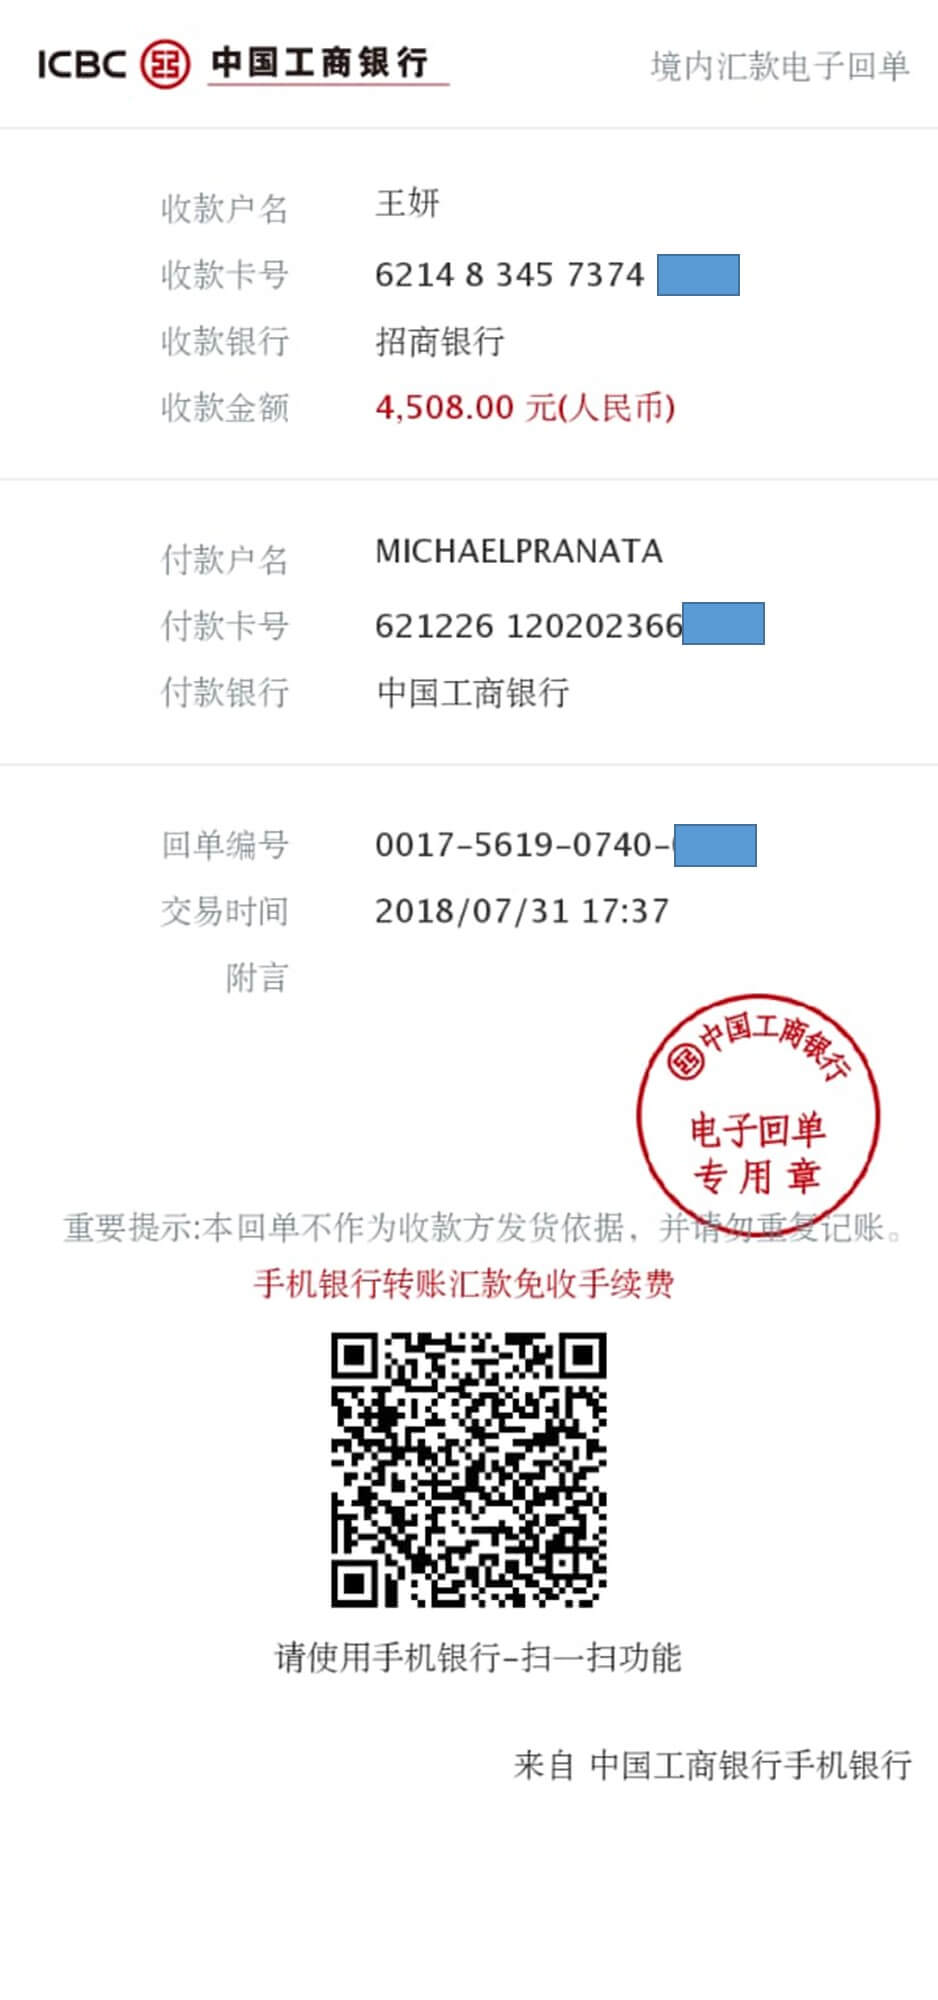 ICBC 中国工商银行 境内汇款电子回单
收款户名 王妍
收款卡号 6214 8 345 7374
收款银行 招商银行
收款金额 4,508.00 元(人民币)
付款户名 MICHAELPRANATA
付款卡号 621226 120202366
付款银行 中国工商银行
回单编号 0017-5619-0740-
交易时间 2018/07/31 17:37
附言
中国工商银行
电子回单
专用章
重要提示:本回单不作为收款方发货依据，并请勿重复记账。
手机银行转账汇款免收手续费
请使用手机银行-扫一扫功能
来自 中国工商银行手机银行